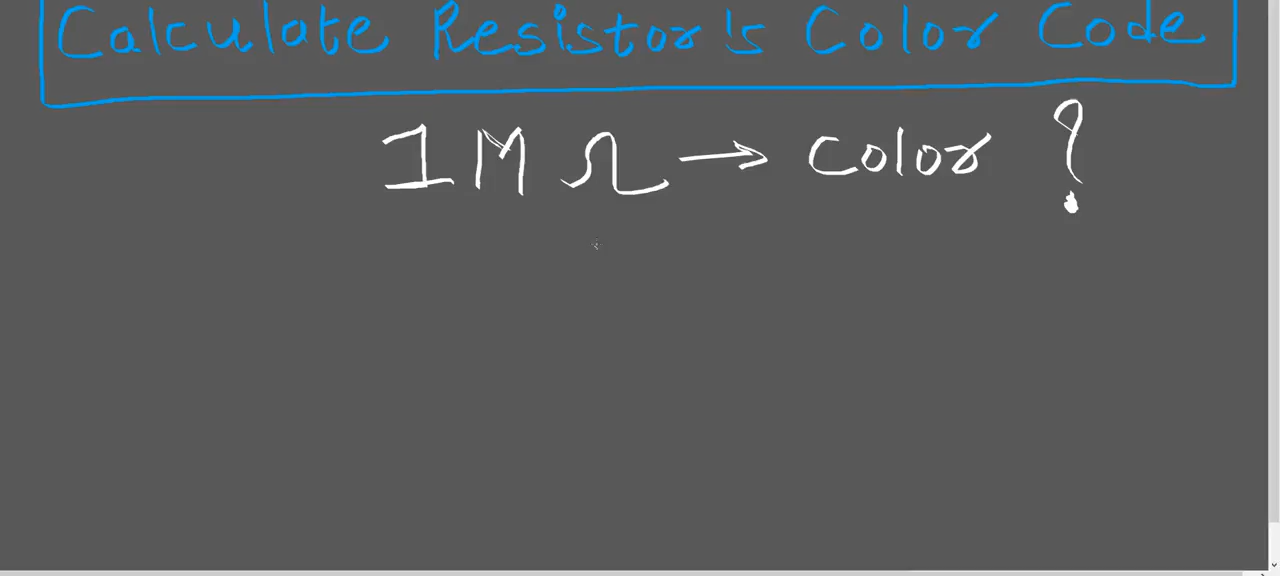 Calculate Resistor's Color Code
1 M Ω → Color ?